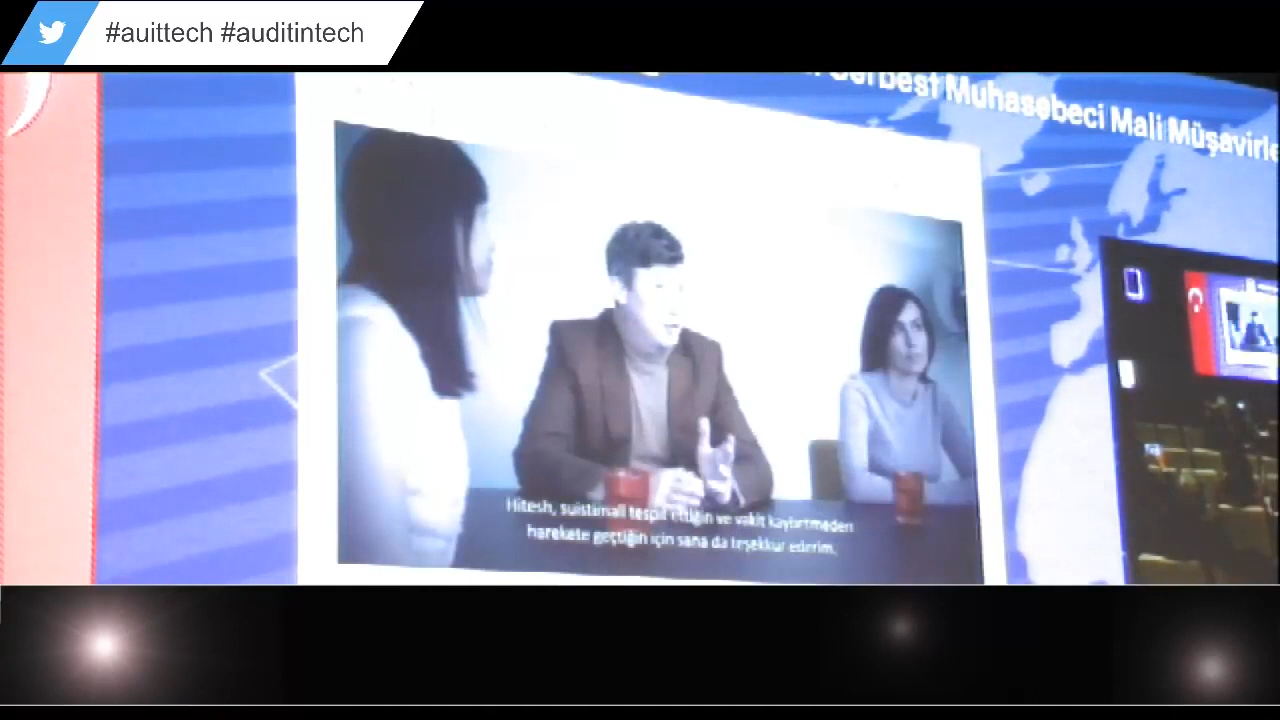 #auittech #auditintech
Serbest Muhasebeci Mali Müşavirle
Hitesh, suistimali tespit ettiğin ve vakit kaybetmeden
harekete geçtiğin için sana da teşekkür ederim.